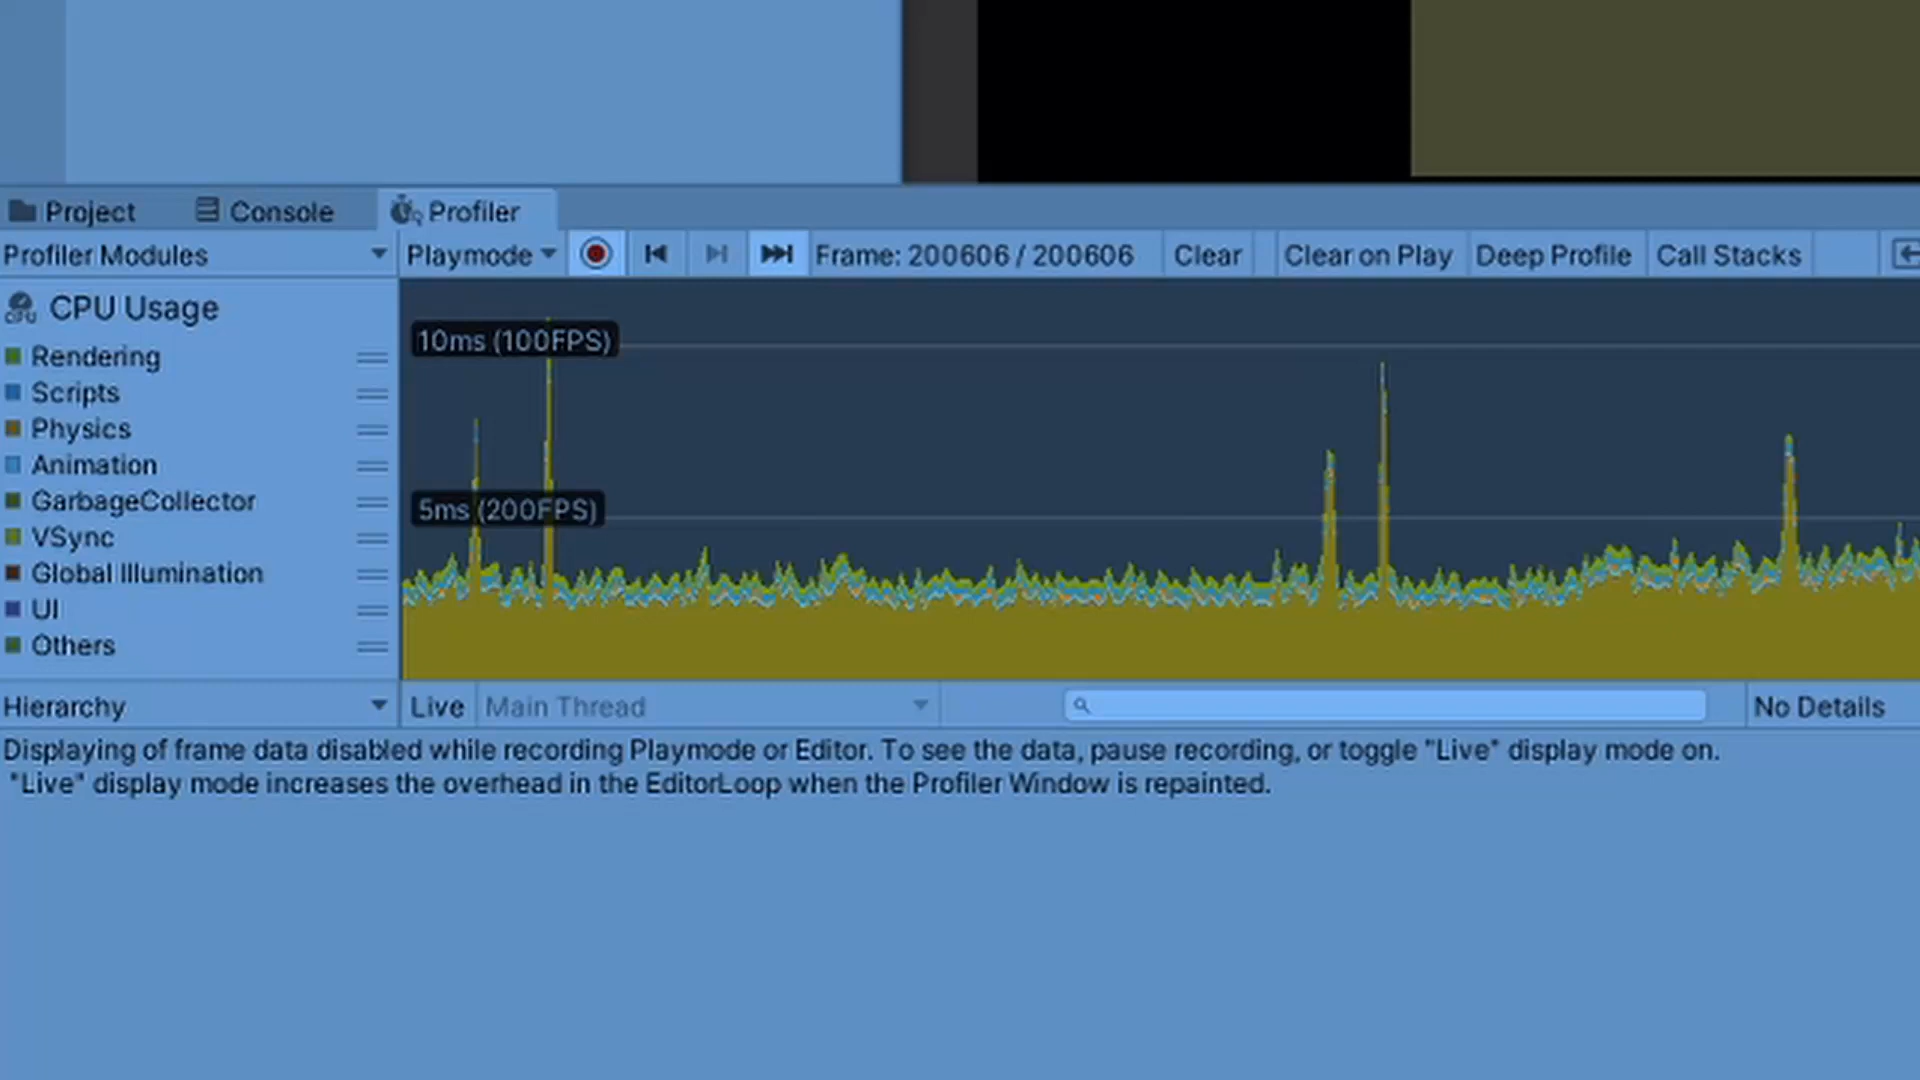 Project Console Profiler
Profiler Modules Playmode Frame: 200606 / 200606 Clear Clear on Play Deep Profile Call Stacks
CPU Usage
Rendering
Scripts
Physics
Animation
GarbageCollector
VSync
Global Illumination
UI
Others
10ms (100FPS)
5ms (200FPS)
Hierarchy Live Main Thread No Details
Displaying of frame data disabled while recording Playmode or Editor. To see the data, pause recording, or toggle "Live" display mode on.
"Live" display mode increases the overhead in the EditorLoop when the Profiler Window is repainted.